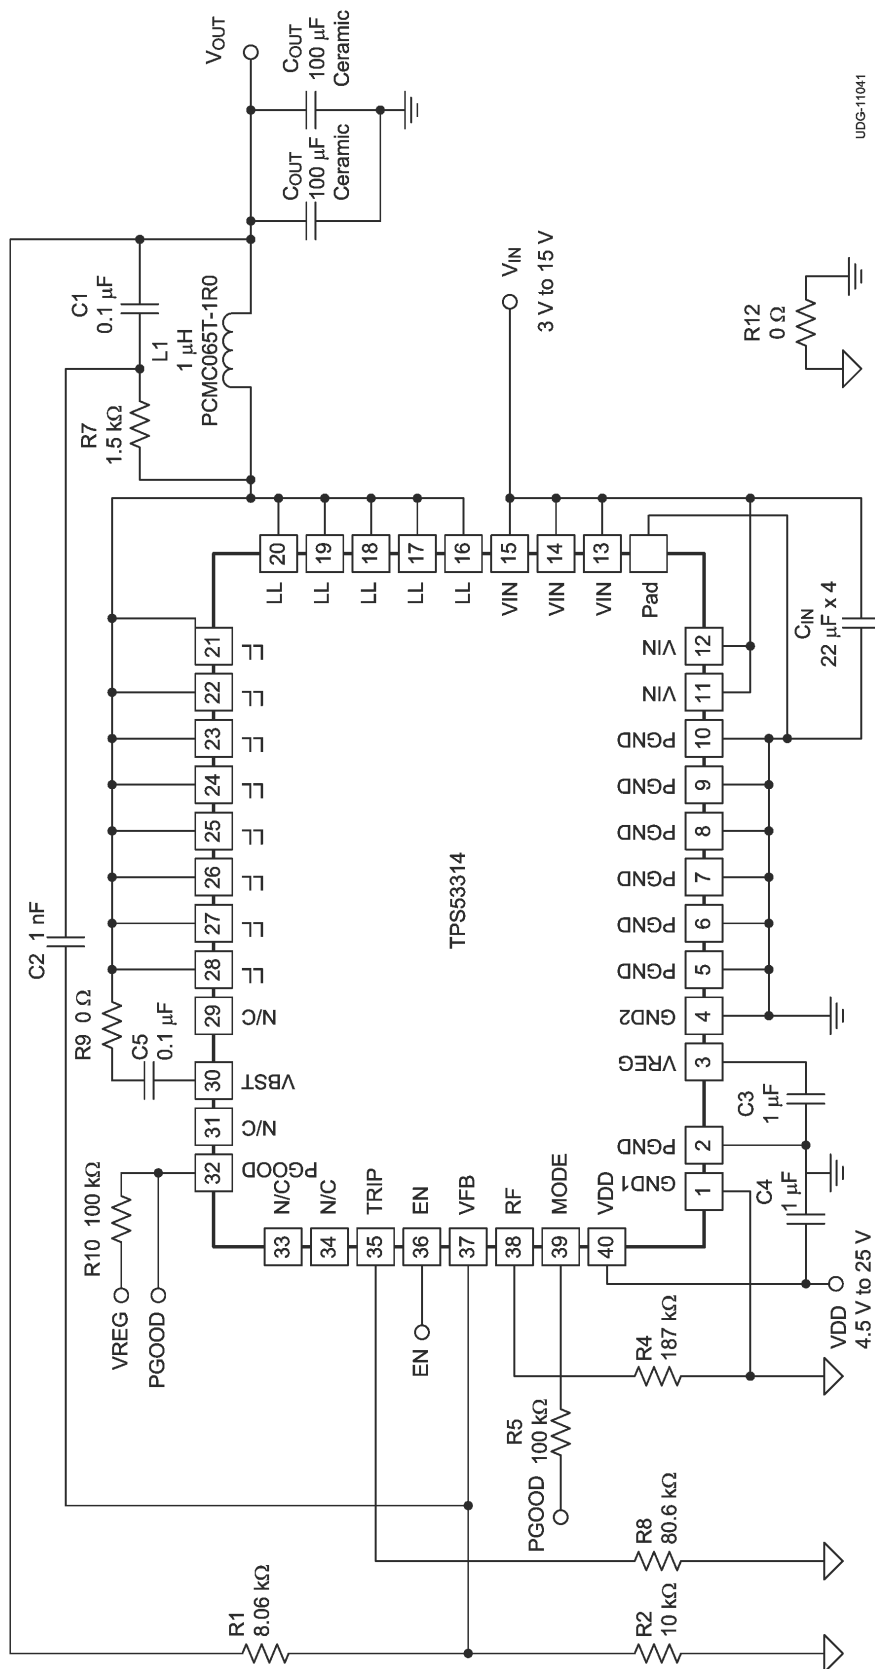 R1
8.06 kΩ
R2
10 kΩ
R8
80.6 kΩ
PGOOD
R5
100 kΩ
R4
187 kΩ
VDD
4.5 V to 25 V
EN
VREG
PGOOD
R10 100 kΩ
C2 1 nF
R9 0 Ω
C5
0.1 µF
R7
1.5 kΩ
C1
0.1 µF
L1
1 µH
PCMC065T-1R0
VOUT
COUT
100 µF
Ceramic
COUT
100 µF
Ceramic
VIN
3 V to 15 V
CIN
22 µF x 4
R12
0 Ω
C3
1 µF
C4
1 µF
TPS53314
32 PGOOD
31 N/C
30 VBST
29 N/C
28 LL
27 LL
26 LL
25 LL
24 LL
23 LL
22 LL
21 LL
33 N/C
34 N/C
35 TRIP
36 EN
37 VFB
38 RF
39 MODE
40 VDD
20 LL
19 LL
18 LL
17 LL
16 LL
15 VIN
14 VIN
13 VIN
Pad
1 GND1
2 PGND
3 VREG
4 GND2
5 PGND
6 PGND
7 PGND
8 PGND
9 PGND
10 PGND
11 VIN
12 VIN
UDG-11041